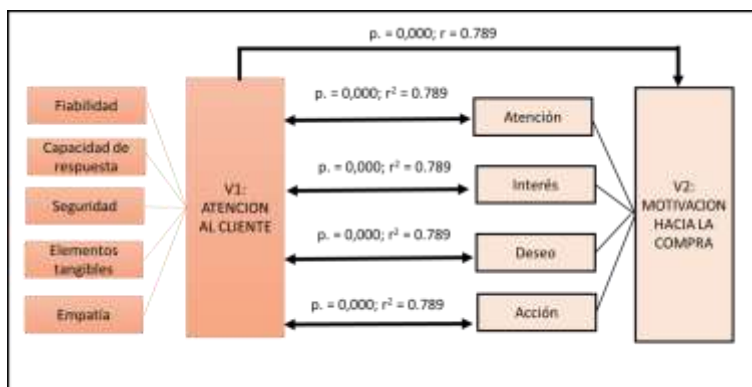 p. = 0,000; r = 0.789
Fiabilidad
Capacidad de
respuesta
Seguridad
Elementos
tangibles
Empatía
V1:
ATENCION
AL CLIENTE
p. = 0,000; r² = 0.789
Atención
p. = 0,000; r² = 0.789
Interés
p. = 0,000; r² = 0.789
Deseo
p. = 0,000; r² = 0.789
Acción
V2:
MOTIVACION
HACIA LA
COMPRA